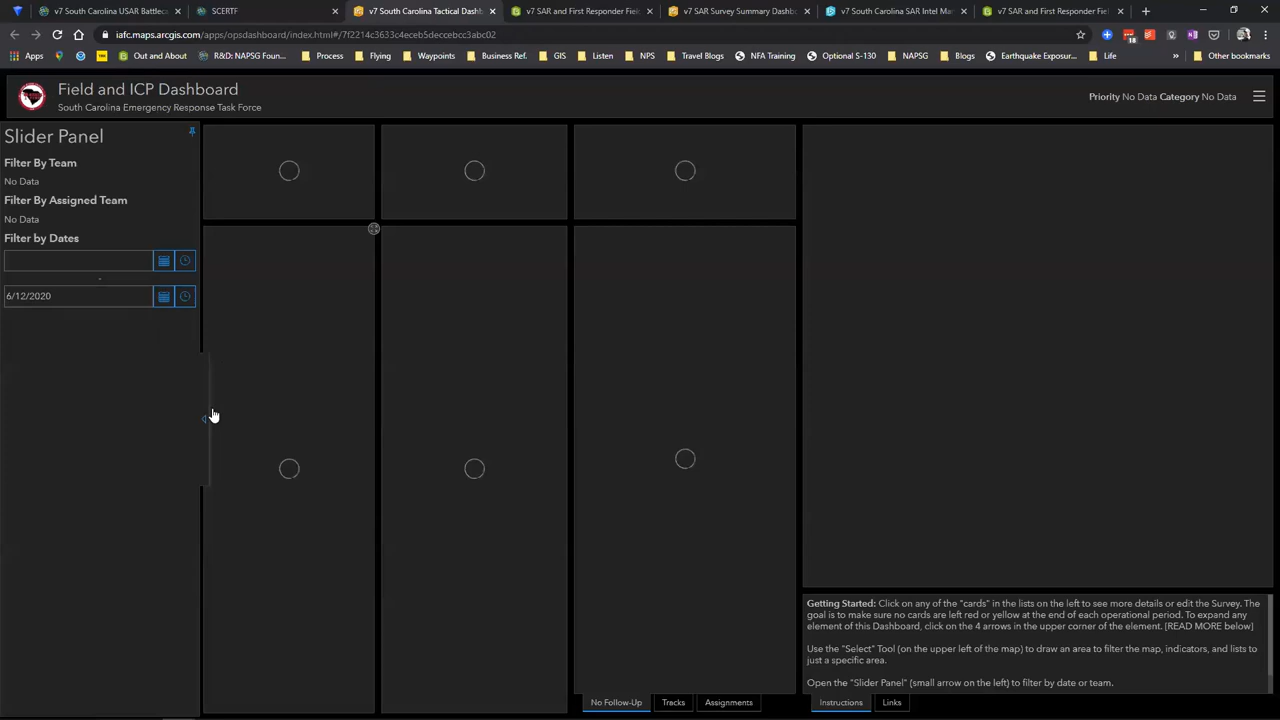 v7 South Carolina USAR Battlec
SCERTF
v7 South Carolina Tactical Dashb
v7 SAR and First Responder Fiel
v7 SAR Survey Summary Dashb
v7 South Carolina SAR Intel Ma
v7 SAR and First Responder Fiel
iafc.maps.arcgis.com/apps/opsdashboard/index.html#/7f2214c3633c4eceb5deccebcc3abc02
18
Apps
Out and About
R&D: NAPSG Foun...
Process
Flying
Waypoints
Business Ref.
GIS
Listen
NPS
Travel Blogs
NFA Training
Optional S-130
NAPSG
Blogs
Earthquake Exposur...
Life
»
Other bookmarks
Field and ICP Dashboard
South Carolina Emergency Response Task Force
Priority No Data Category No Data
Slider Panel
Filter By Team
No Data
Filter By Assigned Team
No Data
Filter by Dates
-
6/12/2020
Getting Started: Click on any of the "cards" in the lists on the left to see more details or edit the Survey. The
goal is to make sure no cards are left red or yellow at the end of each operational period. To expand any
element of this Dashboard, click on the 4 arrows in the upper corner of the element. [READ MORE below]
Use the "Select" Tool (on the upper left of the map) to draw an area to filter the map, indicators, and lists to
just a specific area.
Open the "Slider Panel" (small arrow on the left) to filter by date or team.
No Follow-Up
Tracks
Assignments
Instructions
Links